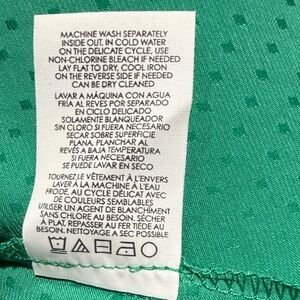 MACHINE WASH SEPARATELY
INSIDE OUT, IN COLD WATER
ON THE DELICATE CYCLE, USE
NON-CHLORINE BLEACH IF NEEDED
LAY FLAT TO DRY, COOL IRON
ON THE REVERSE SIDE IF NEEDED
CAN BE DRY CLEANED
LAVAR A MÁQUINA CON AGUA
FRÍA AL REVES POR SEPARADO
EN CICLO DELICADO
SOLAMENTE BLANQUEADOR
SIN CLORO SI FUERA NECESARIO
SECAR SOBRE SUPERFICIE
PLANA. PLANCHAR AL
REVÉS A BAJA TEMPERATURA
SI FUERA NECESARIO
SE PUEDE LAVAR EN SECO
TOURNEZ LE VÊTEMENT À L'ENVERS
LAVER À LA MACHINE EN EAU
FROIDE. AU CYCLE DÉLICAT AVEC
DE COULEURS SEMBLABLES
UTILISER UN AGENT DE BLANCHIMENT
SANS CHLORE AU BESOIN. SÉCHER
À PLAT, REPASSER AU FER TIÈDE AU
BESOIN. NETTOYAGE A SEC POSSIBLE